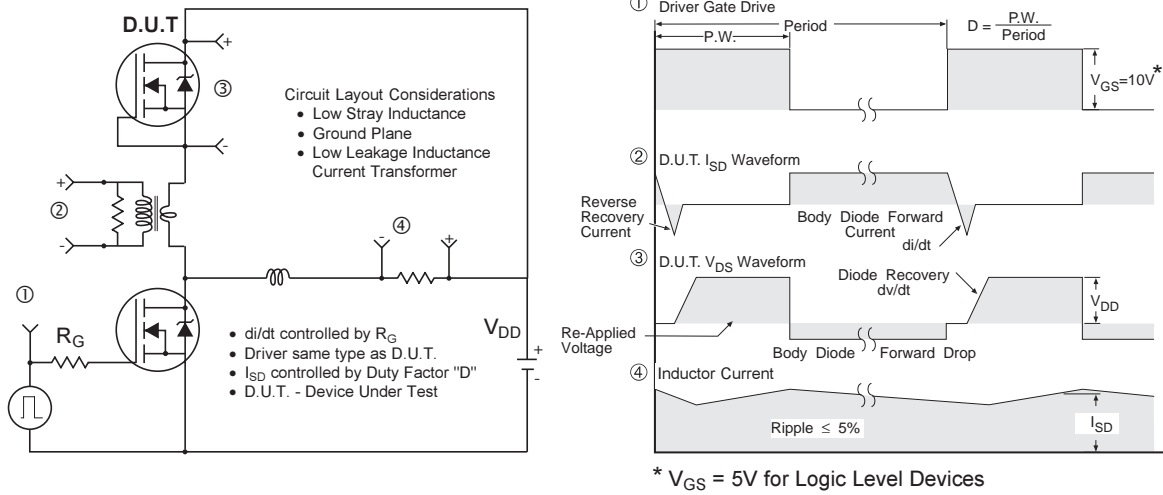 D.U.T
+
③
-
Circuit Layout Considerations
• Low Stray Inductance
• Ground Plane
• Low Leakage Inductance
Current Transformer
+
②
-
④
- +
①
R_G
V_DD
+
-
• di/dt controlled by R_G
• Driver same type as D.U.T.
• I_SD controlled by Duty Factor "D"
• D.U.T. - Device Under Test
① Driver Gate Drive
P.W.
Period
D = P.W. / Period
V_GS=10V*
② D.U.T. I_SD Waveform
Reverse
Recovery
Current
Body Diode Forward
Current
di/dt
③ D.U.T. V_DS Waveform
Diode Recovery
dv/dt
V_DD
Re-Applied
Voltage
Body Diode Forward Drop
④ Inductor Current
Ripple ≤ 5%
I_SD
* V_GS = 5V for Logic Level Devices